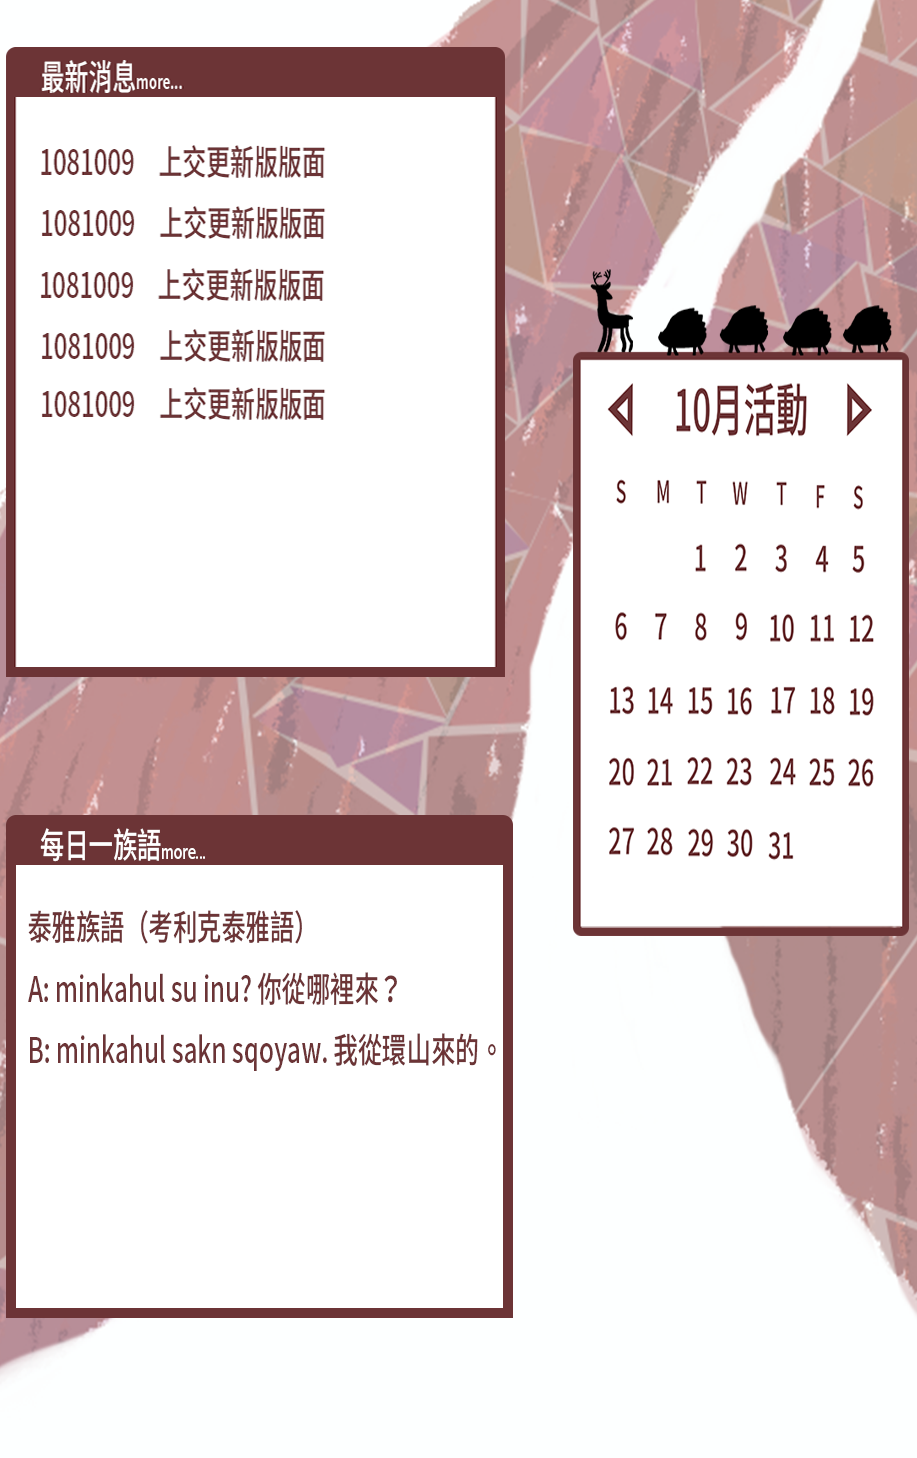 最新消息more...
1081009 上交更新版版面
1081009 上交更新版版面
1081009 上交更新版版面
1081009 上交更新版版面
1081009 上交更新版版面
10月活動
S M T W T F S
1 2 3 4 5
6 7 8 9 10 11 12
13 14 15 16 17 18 19
20 21 22 23 24 25 26
27 28 29 30 31
每日一族語more...
泰雅族語（考利克泰雅語）
A: minkahul su inu? 你從哪裡來？
B: minkahul sakn sqoyaw. 我從環山來的。